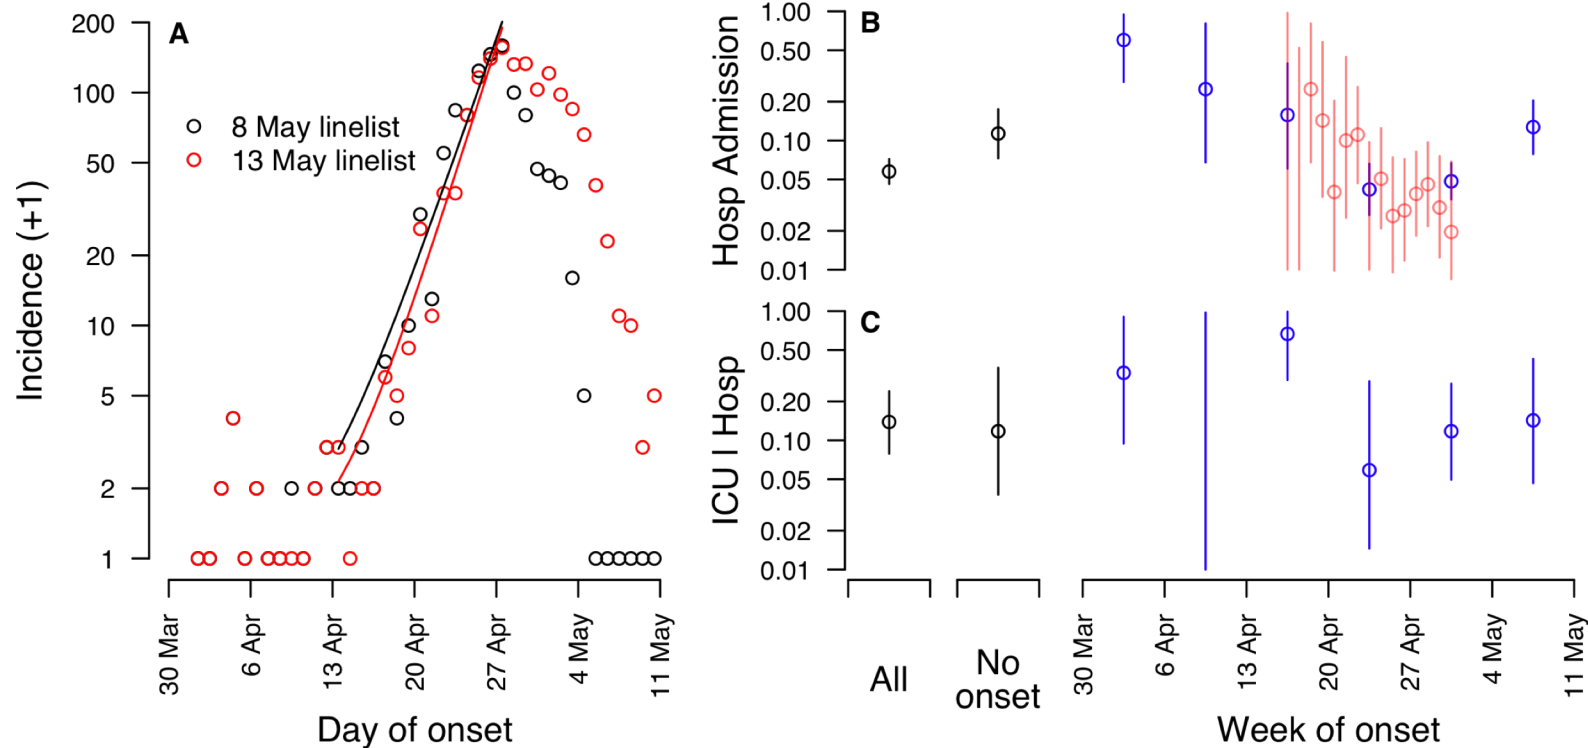 A
Incidence (+1)
200
100
50
20
10
5
2
1
8 May linelist
13 May linelist
30 Mar
6 Apr
13 Apr
20 Apr
27 Apr
4 May
11 May
Day of onset
B
Hosp Admission
1.00
0.50
0.20
0.10
0.05
0.02
0.01
C
ICU I Hosp
1.00
0.50
0.20
0.10
0.05
0.02
0.01
All
No
onset
30 Mar
6 Apr
13 Apr
20 Apr
27 Apr
4 May
11 May
Week of onset